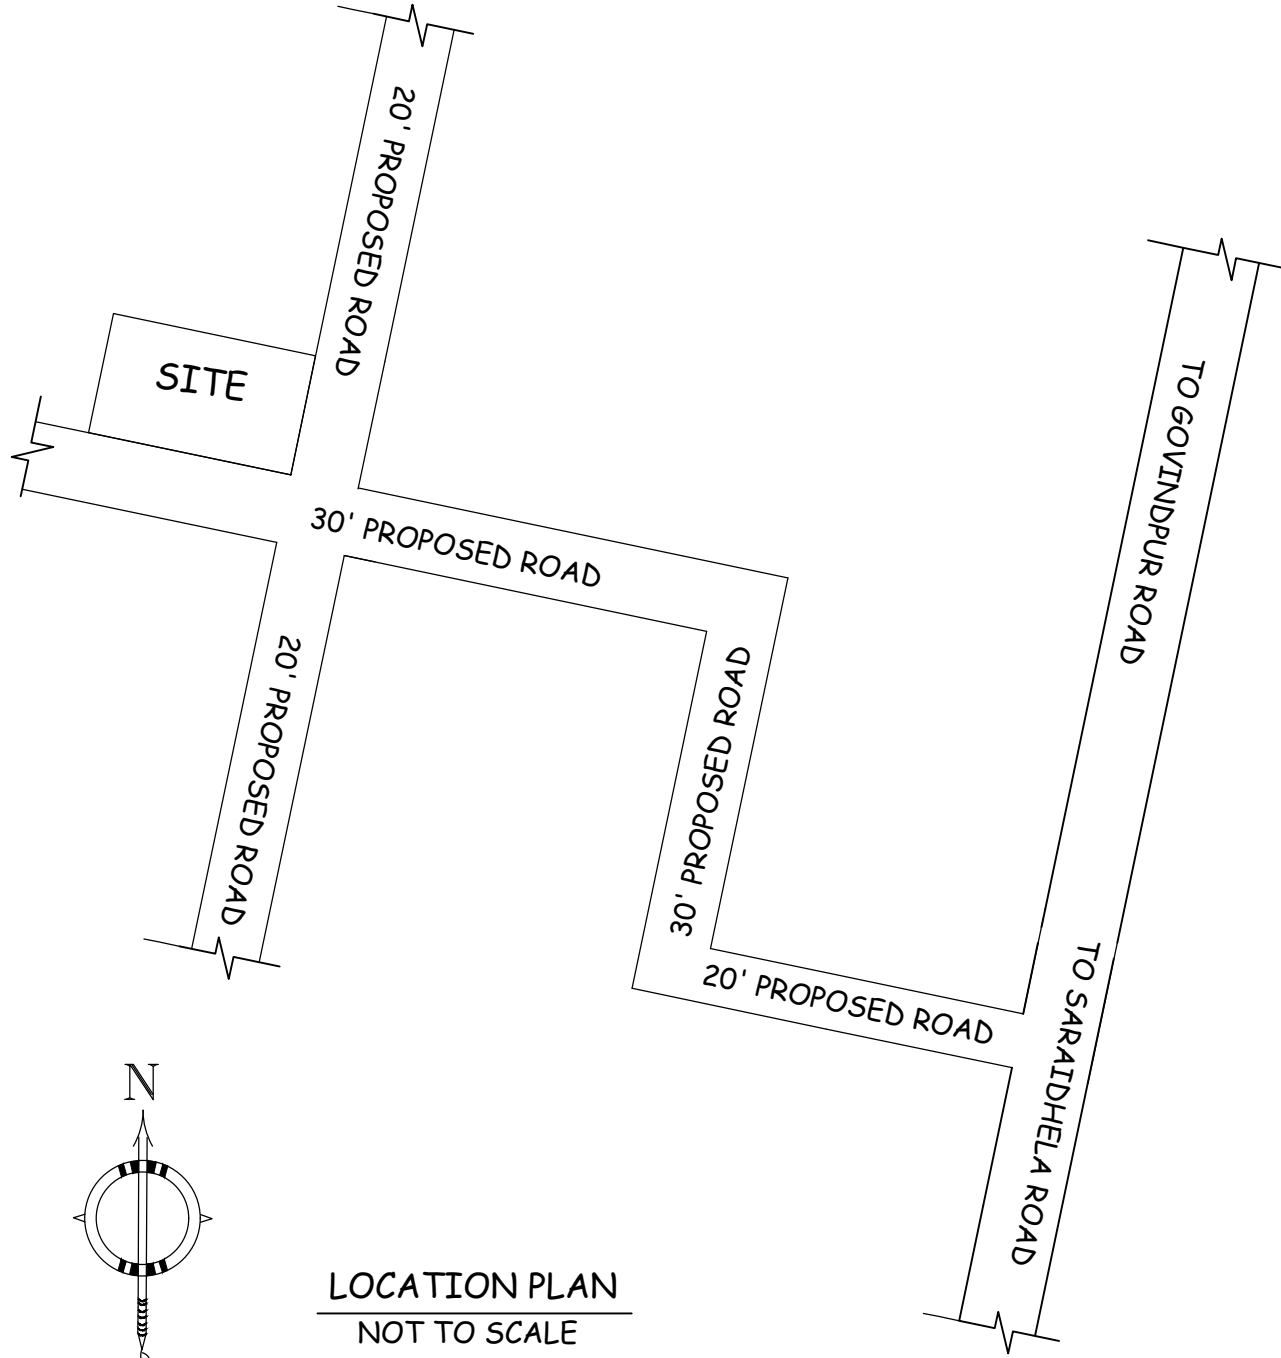 20' PROPOSED ROAD
SITE
TO GOVINDPUR ROAD
30' PROPOSED ROAD
20' PROPOSED ROAD
30' PROPOSED ROAD
20' PROPOSED ROAD
TO SARAIDHELA ROAD
N
LOCATION PLAN
NOT TO SCALE